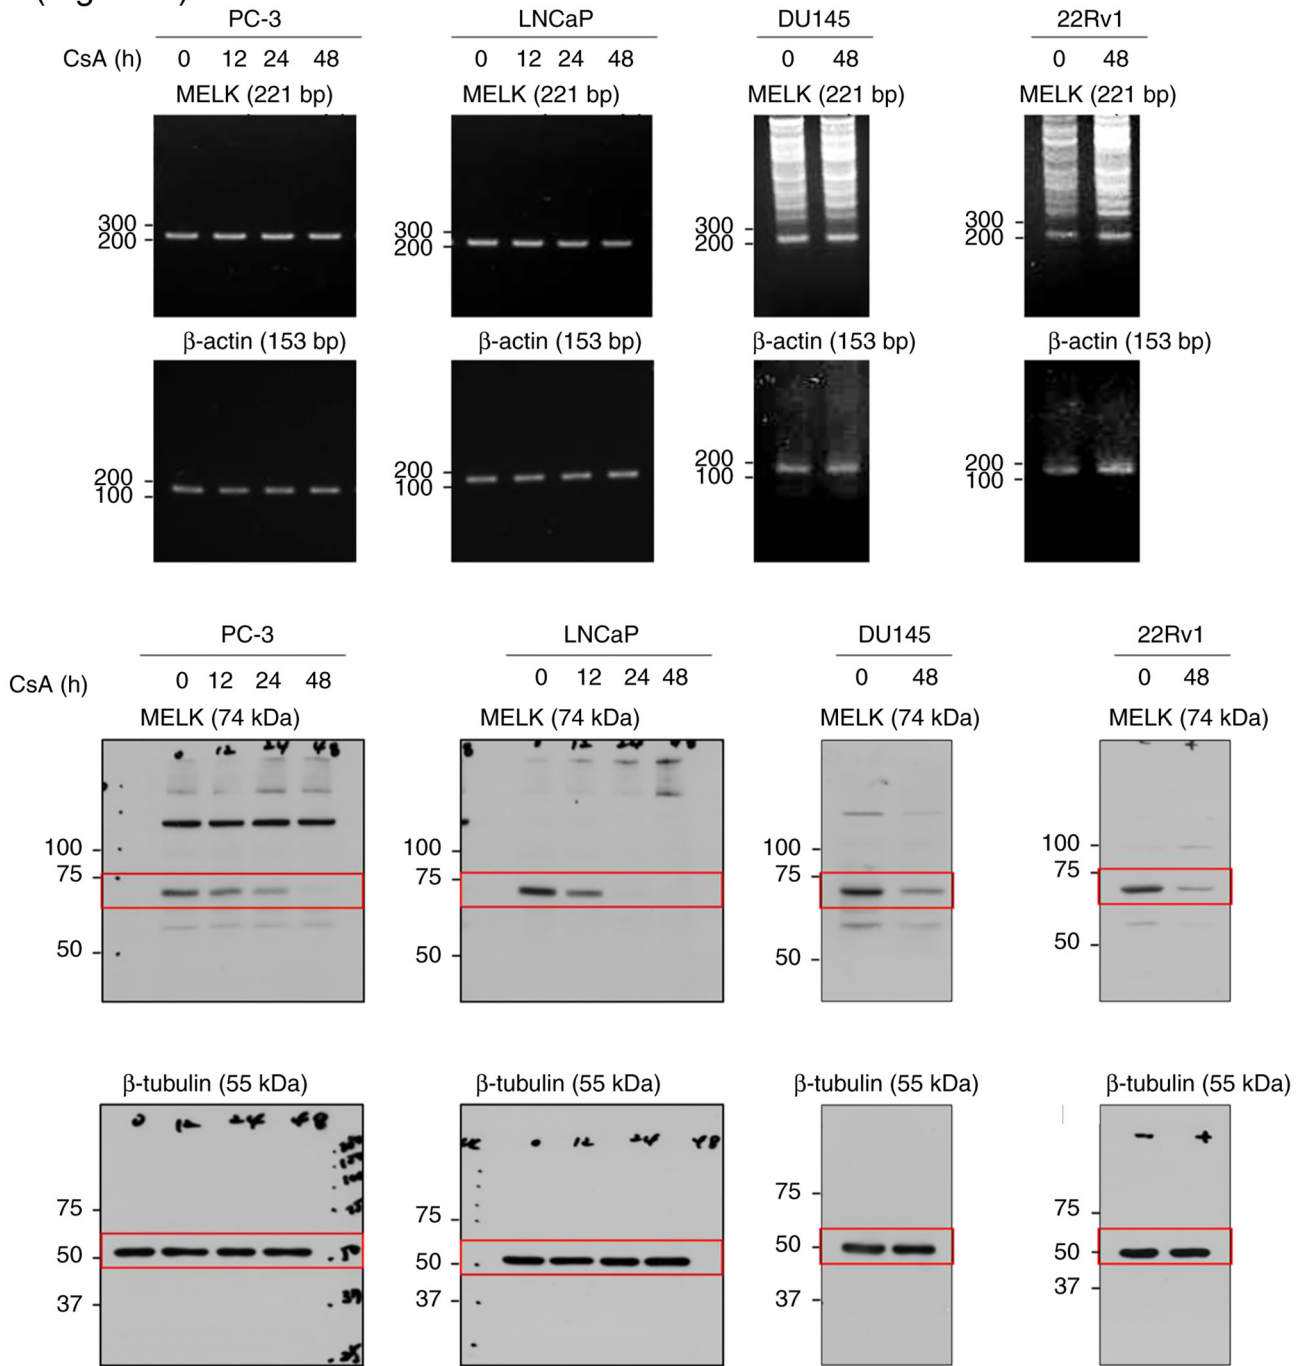 PC-3 LNCaP DU145 22Rv1
CsA (h) 0 12 24 48 0 12 24 48 0 48 0 48
MELK (221 bp) MELK (221 bp) MELK (221 bp) MELK (221 bp)
300 300 300 300
200 200 200 200
β-actin (153 bp) β-actin (153 bp) β-actin (153 bp) β-actin (153 bp)
200 200 200 200
100 100 100 100
PC-3 LNCaP DU145 22Rv1
CsA (h) 0 12 24 48 0 12 24 48 0 48 0 48
MELK (74 kDa) MELK (74 kDa) MELK (74 kDa) MELK (74 kDa)
0 12 24 48 0 12 24 48 - +
100 100 100 100
75 75 75 75
50 50 50 50
β-tubulin (55 kDa) β-tubulin (55 kDa) β-tubulin (55 kDa) β-tubulin (55 kDa)
0 12 24 48 0 12 24 48 - +
75 75 75 75
50 50 50 50 50
37 37 37 37 37